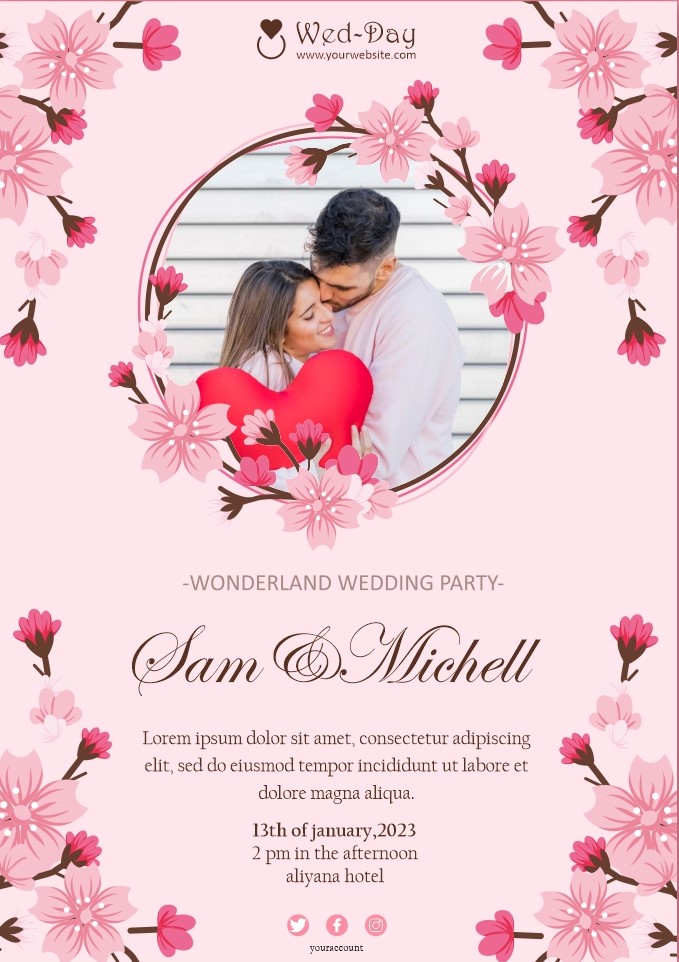 Wed-Day
www.yourwebsite.com
-WONDERLAND WEDDING PARTY-
Sam & Michell
Lorem ipsum dolor sit amet, consectetur adipiscing
elit, sed do eiusmod tempor incididunt ut labore et
dolore magna aliqua.
13th of january,2023
2 pm in the afternoon
aliyana hotel
youraccount